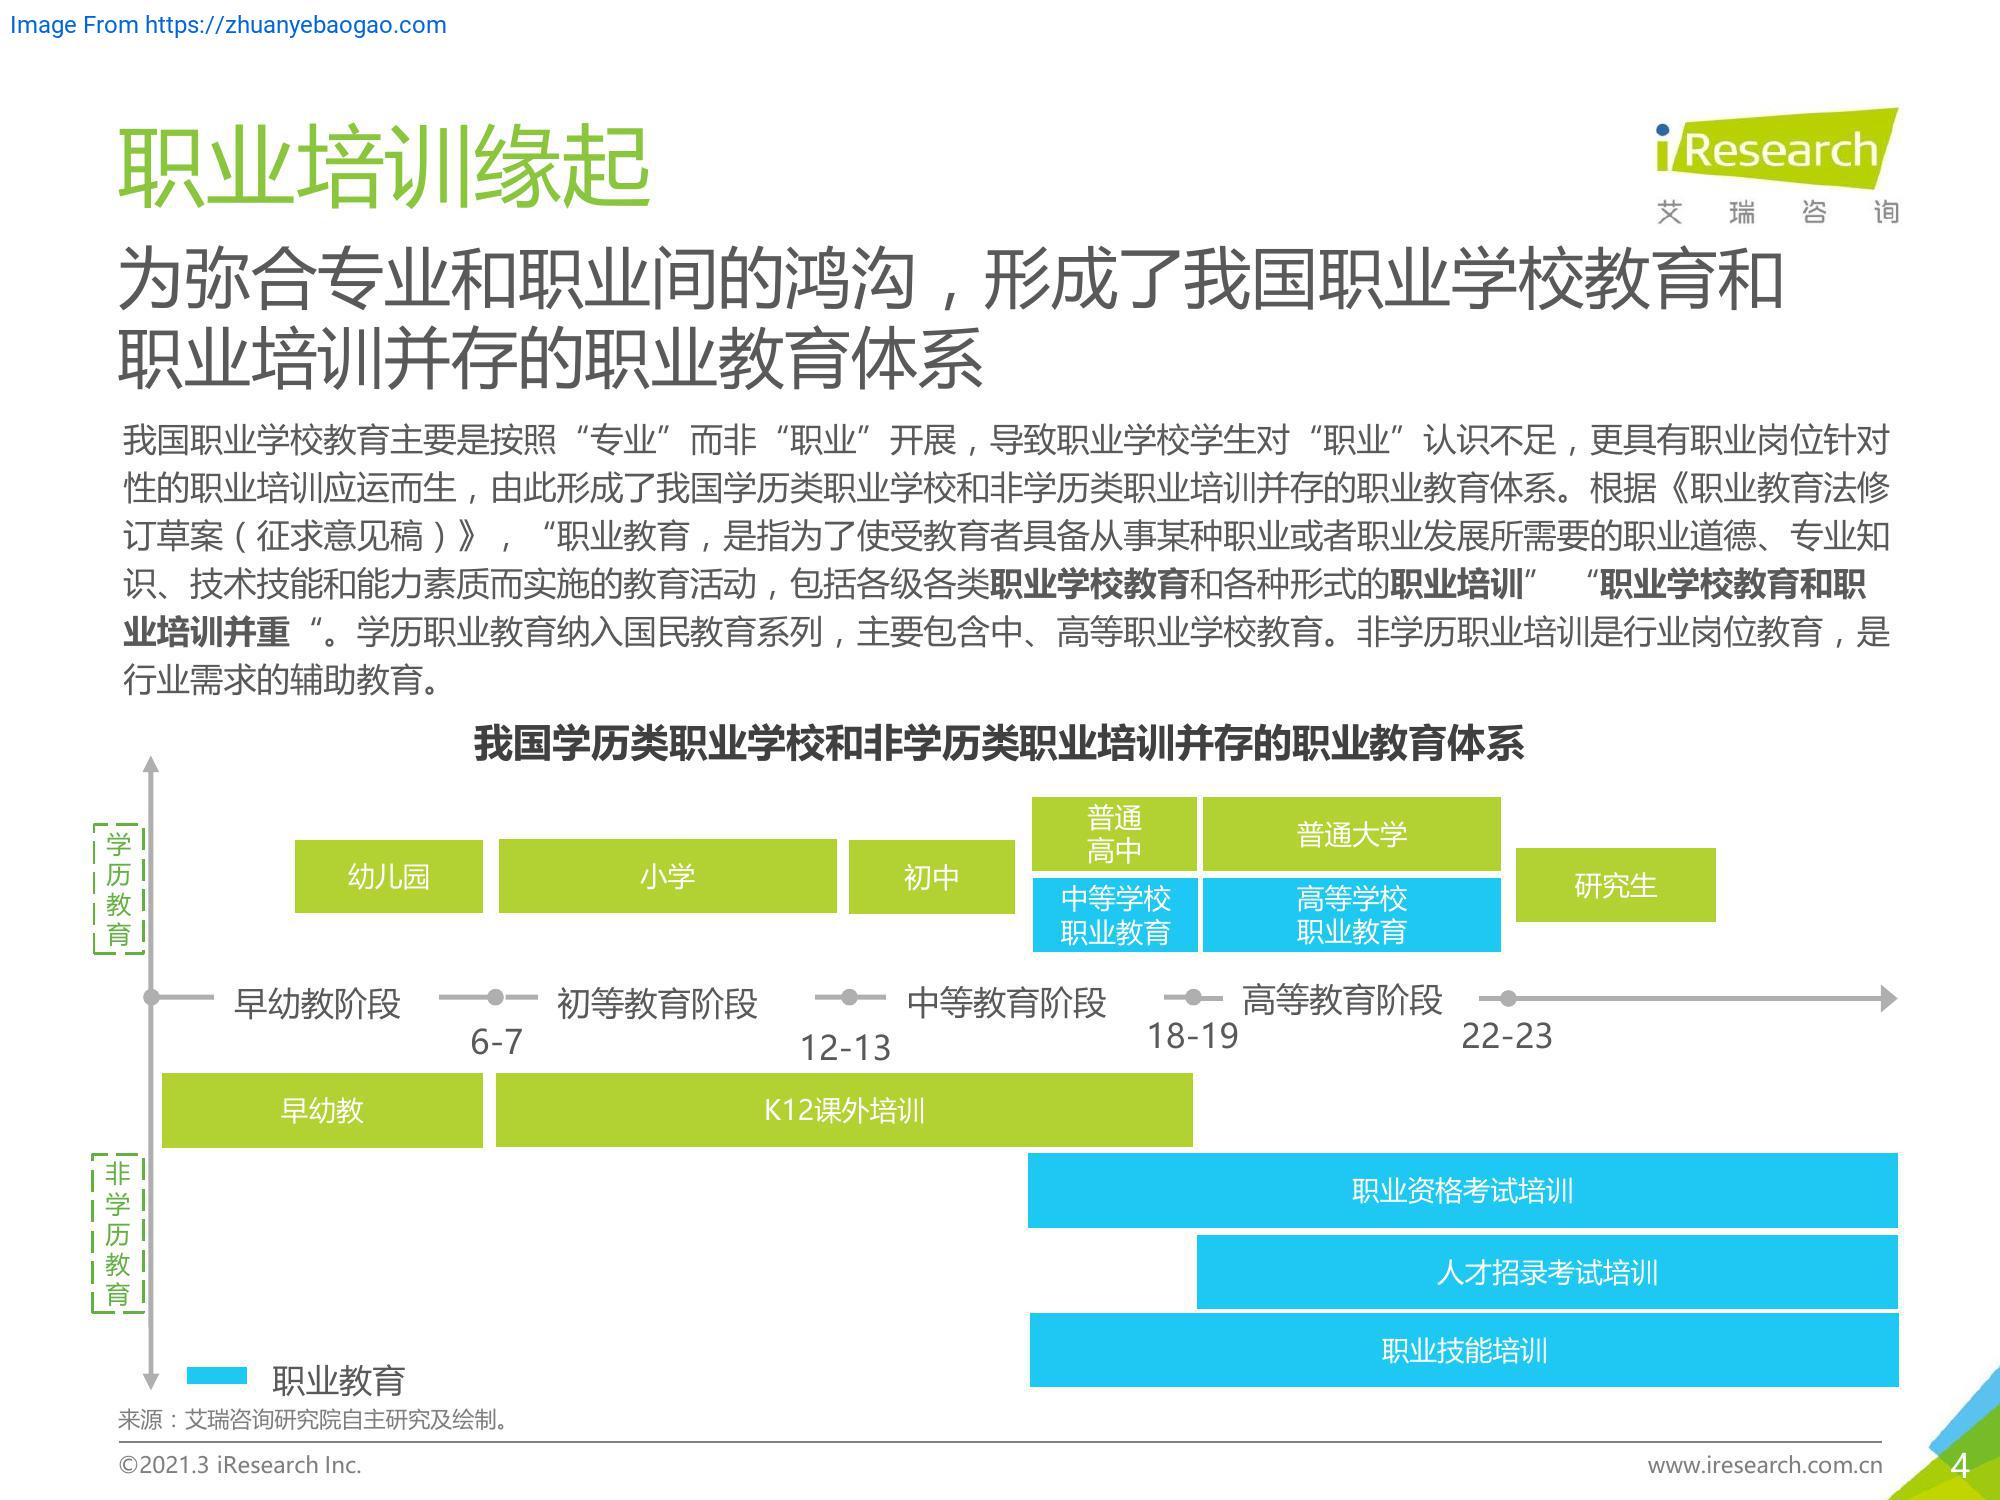 Image From https://zhuanyebaogao.com
职业培训缘起
iResearch
艾瑞咨询
为弥合专业和职业间的鸿沟，形成了我国职业学校教育和
职业培训并存的职业教育体系
我国职业学校教育主要是按照“专业”而非“职业”开展，导致职业学校学生对“职业”认识不足，更具有职业岗位针对
性的职业培训应运而生，由此形成了我国学历类职业学校和非学历类职业培训并存的职业教育体系。根据《职业教育法修
订草案（征求意见稿）》，“职业教育，是指为了使受教育者具备从事某种职业或者职业发展所需要的职业道德、专业知
识、技术技能和能力素质而实施的教育活动，包括各级各类职业学校教育和各种形式的职业培训” “职业学校教育和职
业培训并重“。学历职业教育纳入国民教育系列，主要包含中、高等职业学校教育。非学历职业培训是行业岗位教育，是
行业需求的辅助教育。
我国学历类职业学校和非学历类职业培训并存的职业教育体系
学历教育
幼儿园
小学
初中
普通
高中
普通大学
中等学校
职业教育
高等学校
职业教育
研究生
早幼教阶段
初等教育阶段
中等教育阶段
高等教育阶段
6-7
12-13
18-19
22-23
早幼教
K12课外培训
非学历教育
职业资格考试培训
人才招录考试培训
职业技能培训
职业教育
来源：艾瑞咨询研究院自主研究及绘制。
©2021.3 iResearch Inc.
www.iresearch.com.cn
4